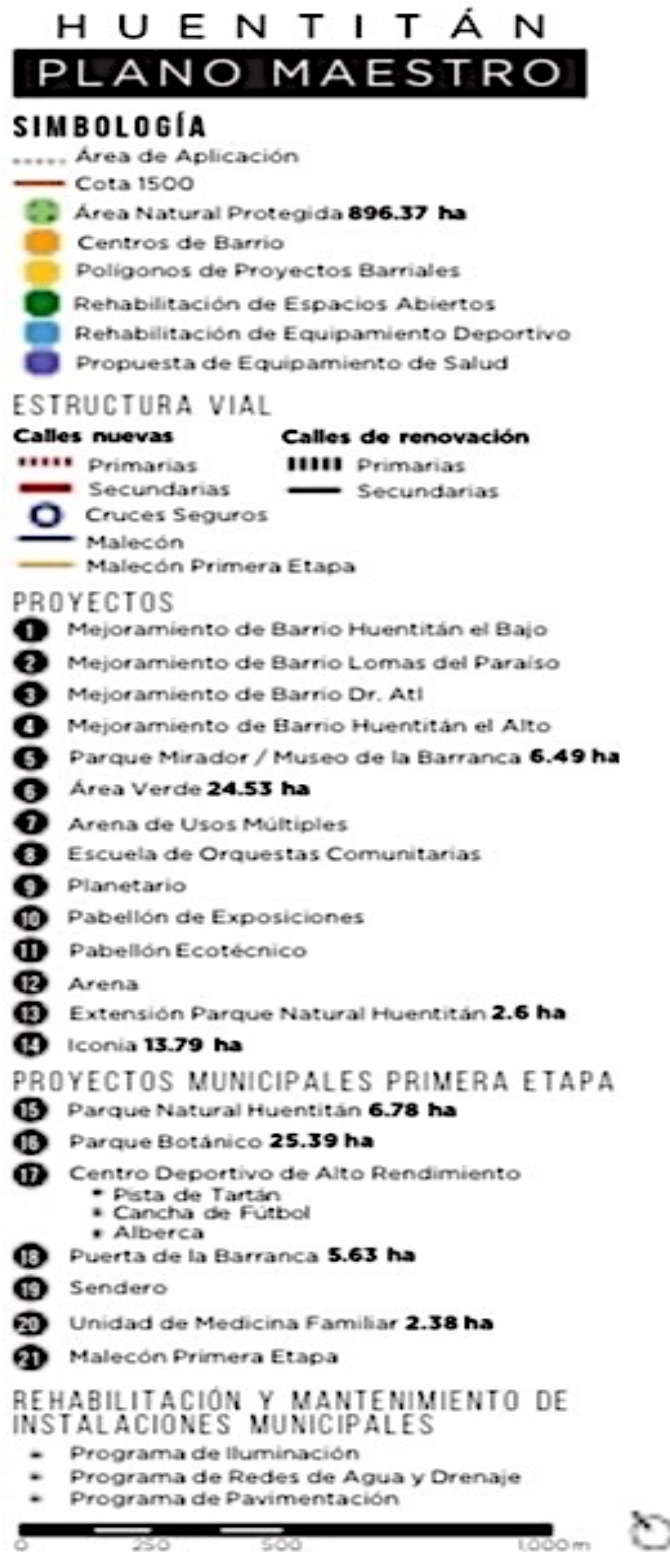 HUENTITÁN
PLANO MAESTRO
SIMBOLOGÍA
Área de Aplicación
Cota 1500
Área Natural Protegida 896.37 ha
Centros de Barrio
Polígonos de Proyectos Barriales
Rehabilitación de Espacios Abiertos
Rehabilitación de Equipamiento Deportivo
Propuesta de Equipamiento de Salud
ESTRUCTURA VIAL
Calles nuevas Calles de renovación
Primarias Primarias
Secundarias Secundarias
Cruces Seguros
Malecón
Malecón Primera Etapa
PROYECTOS
1 Mejoramiento de Barrio Huentitán el Bajo
2 Mejoramiento de Barrio Lomas del Paraíso
3 Mejoramiento de Barrio Dr. Atl
4 Mejoramiento de Barrio Huentitán el Alto
5 Parque Mirador / Museo de la Barranca 6.49 ha
6 Área Verde 24.53 ha
7 Arena de Usos Múltiples
8 Escuela de Orquestas Comunitarias
9 Planetario
10 Pabellón de Exposiciones
11 Pabellón Ecotécnico
12 Arena
13 Extensión Parque Natural Huentitán 2.6 ha
14 Iconia 13.79 ha
PROYECTOS MUNICIPALES PRIMERA ETAPA
15 Parque Natural Huentitán 6.78 ha
16 Parque Botánico 25.39 ha
17 Centro Deportivo de Alto Rendimiento
* Pista de Tartán
* Cancha de Fútbol
* Alberca
18 Puerta de la Barranca 5.63 ha
19 Sendero
20 Unidad de Medicina Familiar 2.38 ha
21 Malecón Primera Etapa
REHABILITACIÓN Y MANTENIMIENTO DE
INSTALACIONES MUNICIPALES
* Programa de Iluminación
* Programa de Redes de Agua y Drenaje
* Programa de Pavimentación
0 250 500 1,000 m